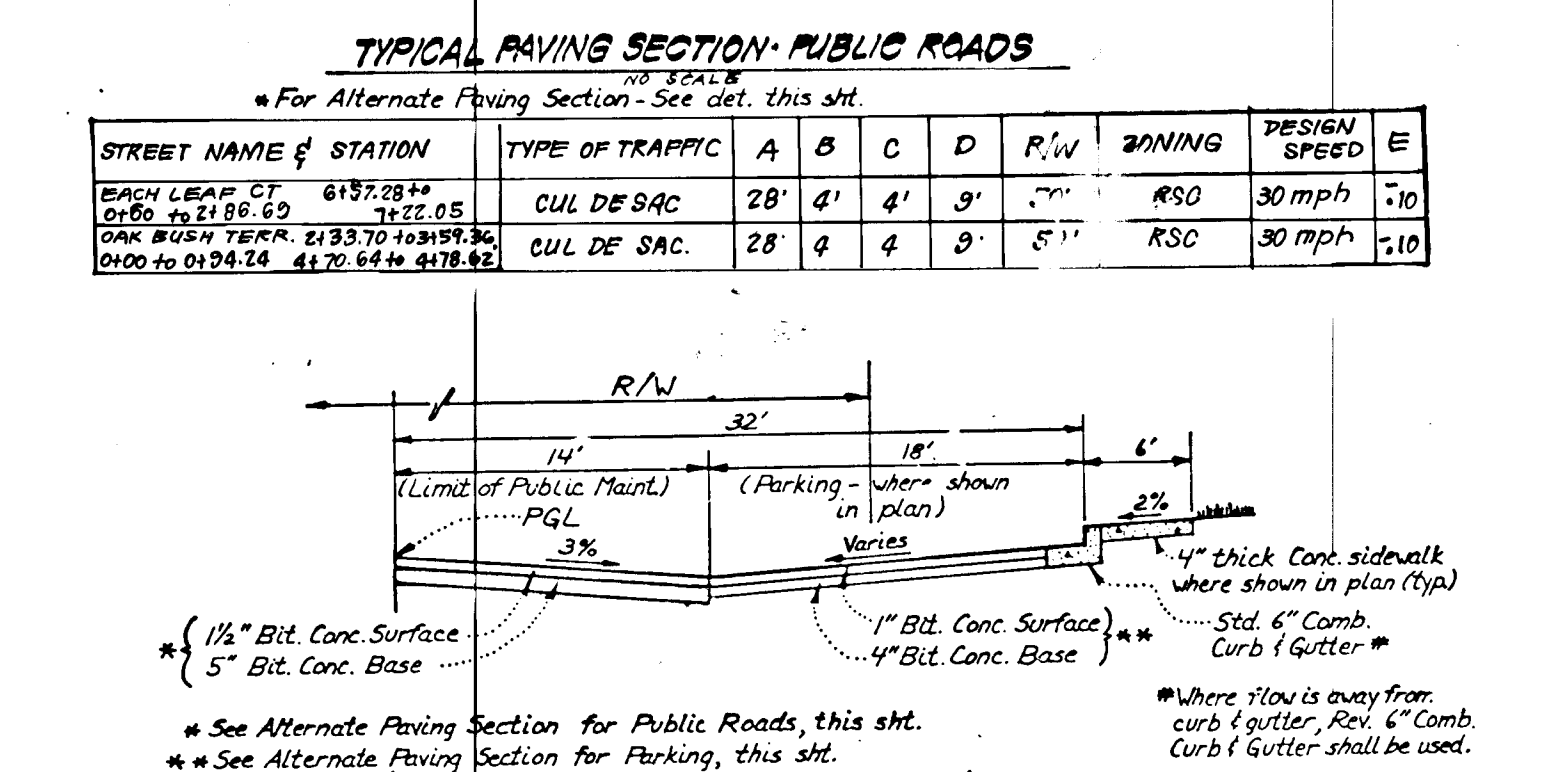 TYPICAL PAVING SECTION · PUBLIC ROADS
NO SCALE
* For Alternate Paving Section - See det. this sht.
STREET NAME & STATION TYPE OF TRAFFIC A B C D R/W ZONING DESIGN SPEED E
EACH LEAF CT 6+57.28 to
0+60 to 2+86.69 7+22.05 CUL DE SAC 28' 4' 4' 9' RSC 30 mph -.10
OAK BUSH TERR. 2+33.70 to 3+59.36,
0+00 to 0+94.24 4+70.64 to 4+78.62 CUL DE SAC. 28' 4 4 9' RSC 30 mph -.10
R/W
32'
14' 18' 6'
(Limit of Public Maint.) (Parking - where shown
in plan)
PGL 2%
3% Varies
4" thick Conc. sidewalk
where shown in plan (typ.)
* { 1½" Bit. Conc. Surface 1" Bit. Conc. Surface } ** Std. 6" Comb.
5" Bit. Conc. Base 4" Bit. Conc. Base Curb & Gutter #
# Where flow is away from
curb & gutter, Rev. 6" Comb.
Curb & Gutter shall be used.
* See Alternate Paving Section for Public Roads, this sht.
** See Alternate Paving Section for Parking, this sht.